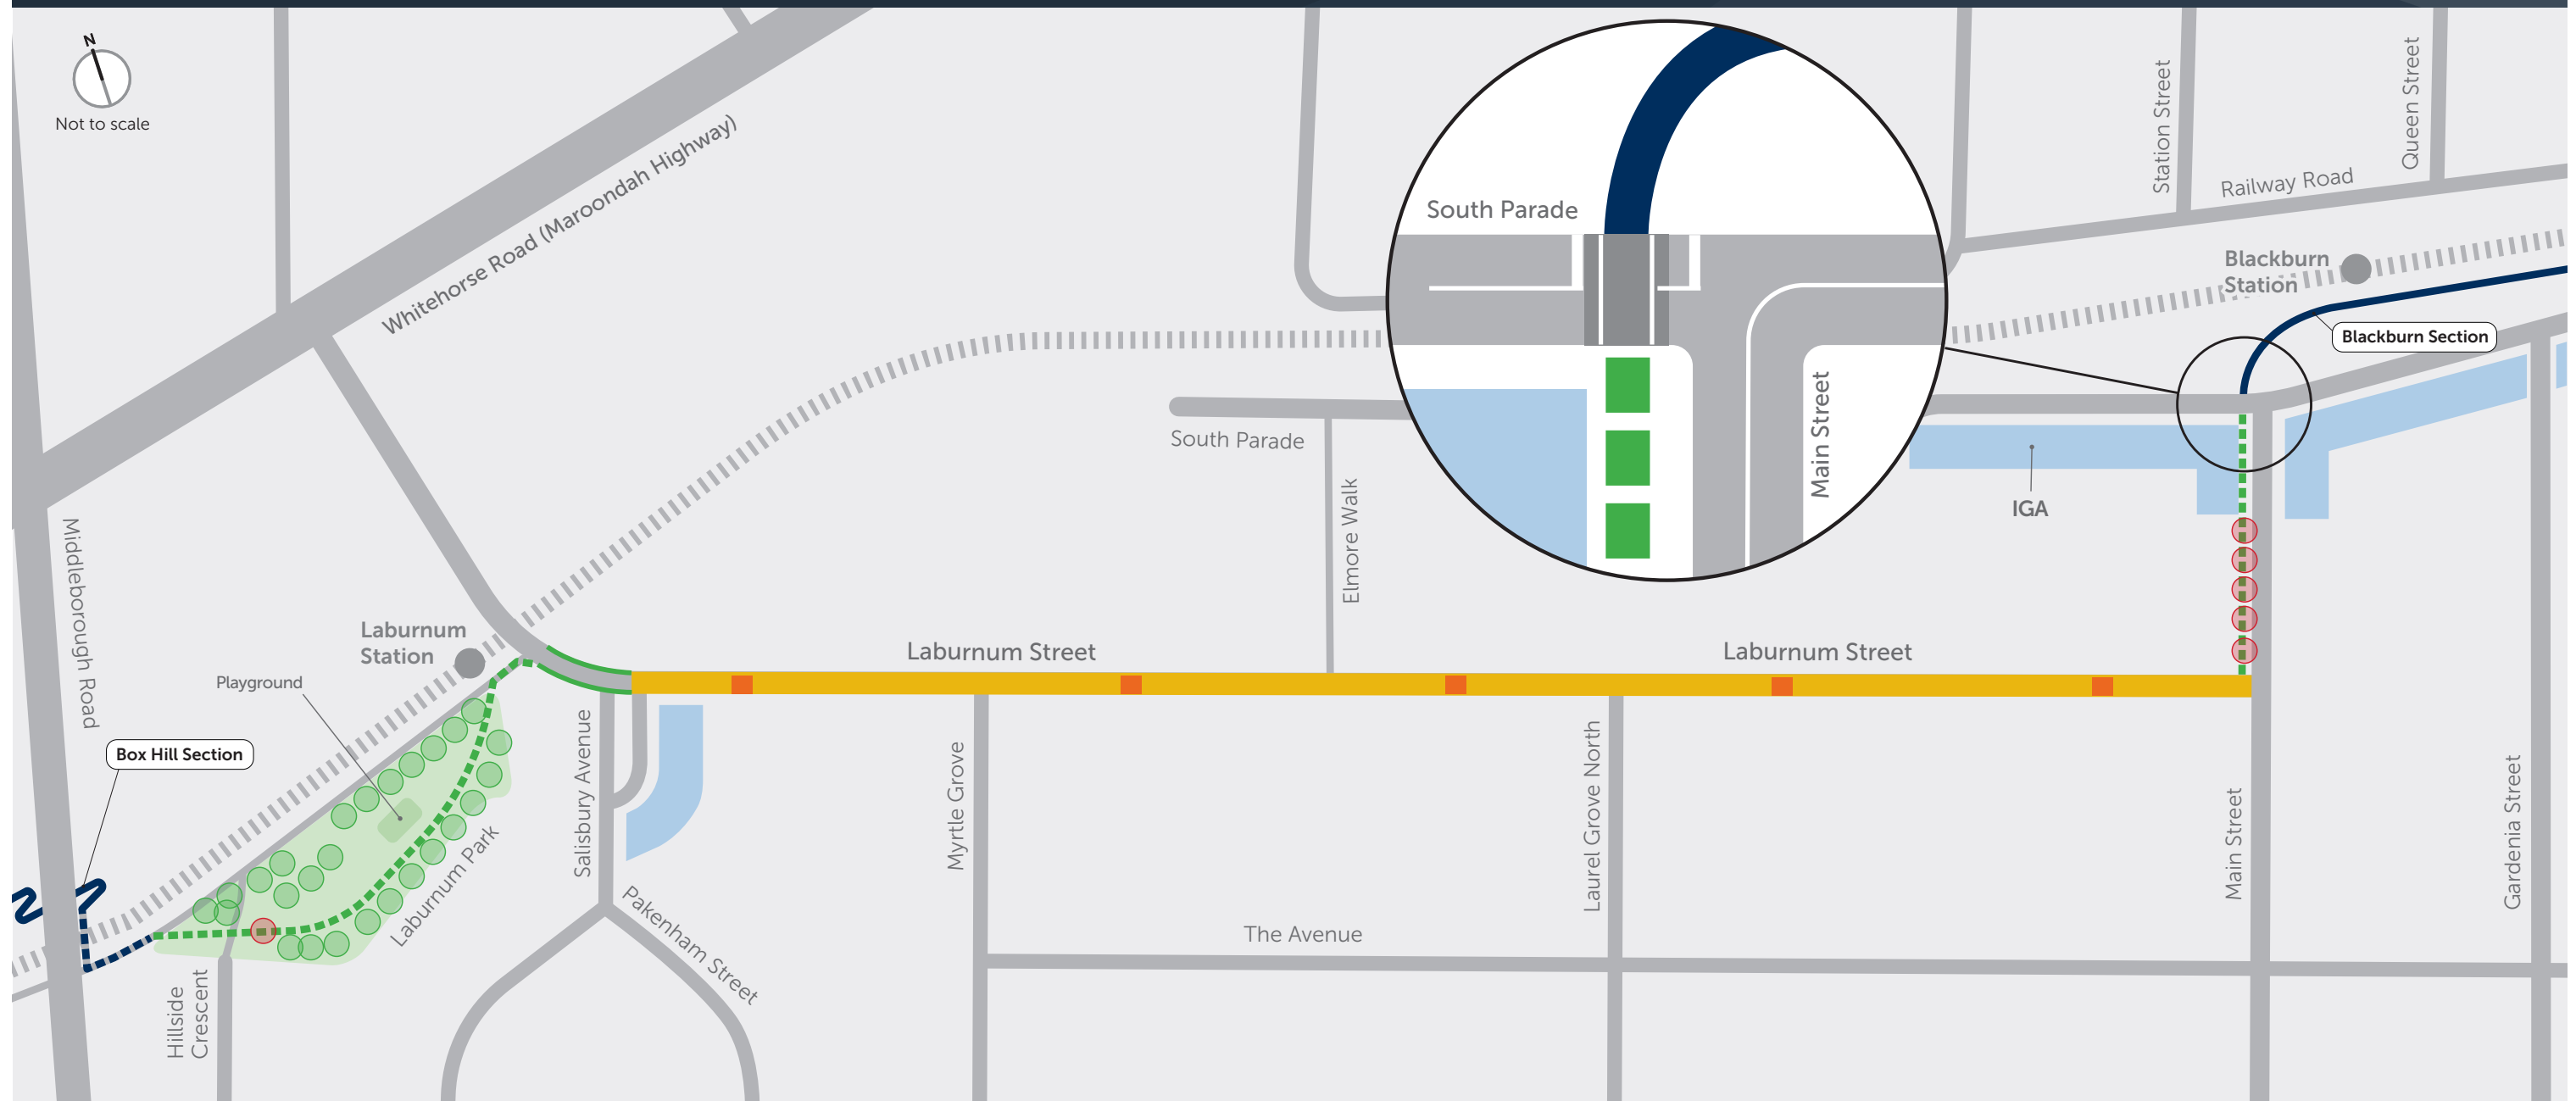 N
Not to scale
Whitehorse Road (Maroondah Highway)
South Parade
Main Street
Station Street
Queen Street
Railway Road
Blackburn
Station
Blackburn Section
IGA
South Parade
Elmore Walk
Middleborough Road
Laburnum
Station
Playground
Laburnum Street
Laburnum Street
Box Hill Section
Laburnum Park
Salisbury Avenue
Myrtle Grove
Laurel Grove North
Main Street
Gardenia Street
Pakenham Street
The Avenue
Hillside
Crescent